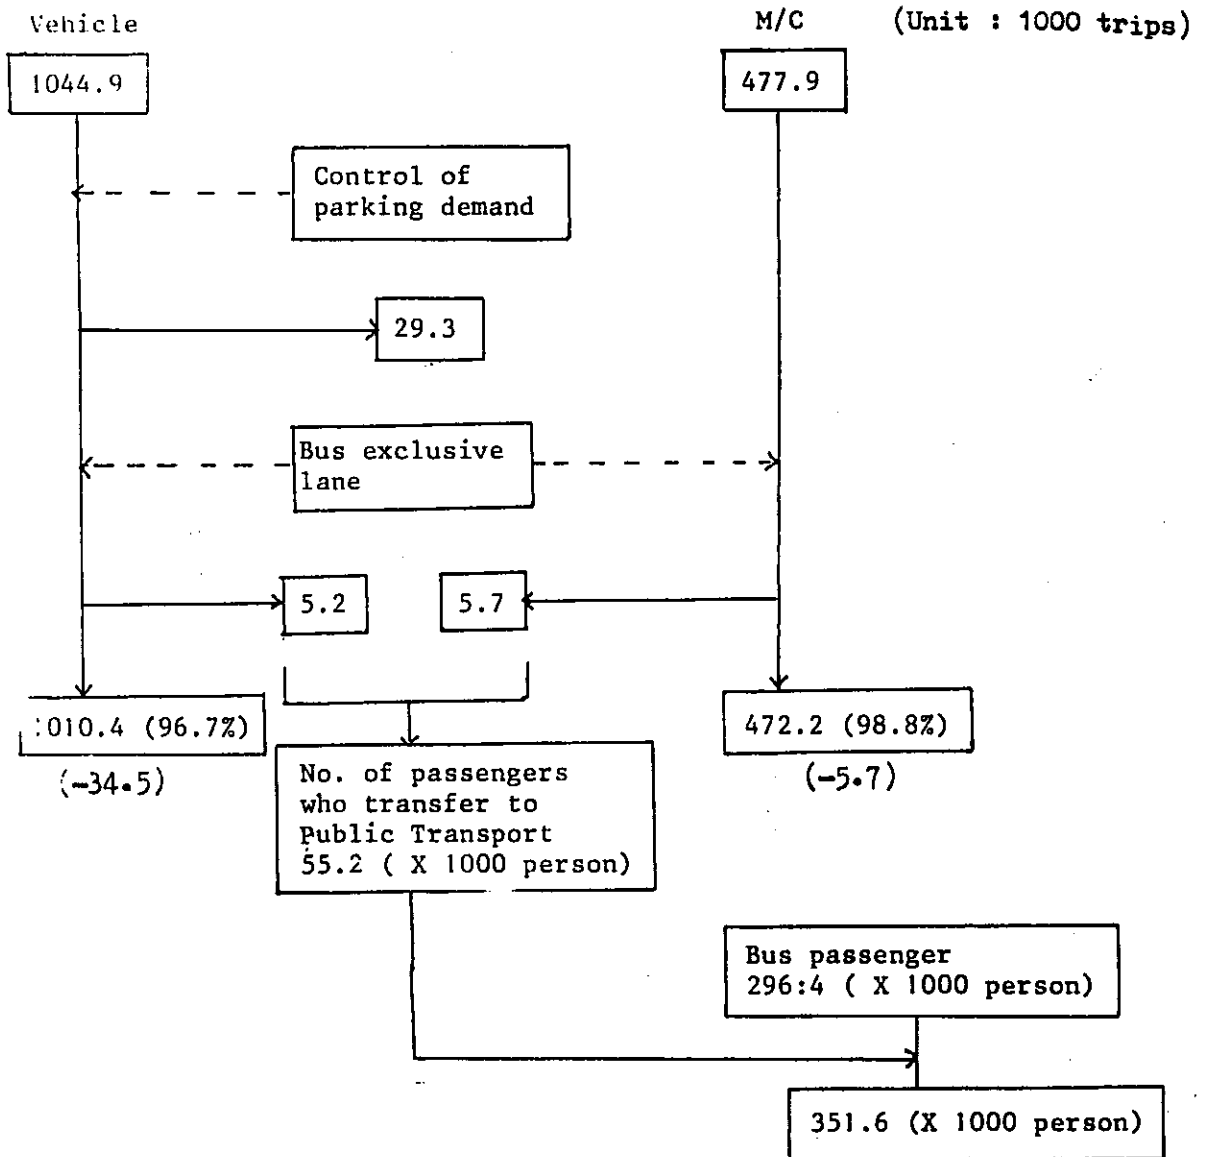 Vehicle
M/C (Unit : 1000 trips)
1044.9
477.9
Control of
parking demand
29.3
Bus exclusive
lane
5.2
5.7
1010.4 (96.7%)
472.2 (98.8%)
(-34.5)
(-5.7)
No. of passengers
who transfer to
Public Transport
55.2 ( X 1000 person)
Bus passenger
296:4 ( X 1000 person)
351.6 (X 1000 person)